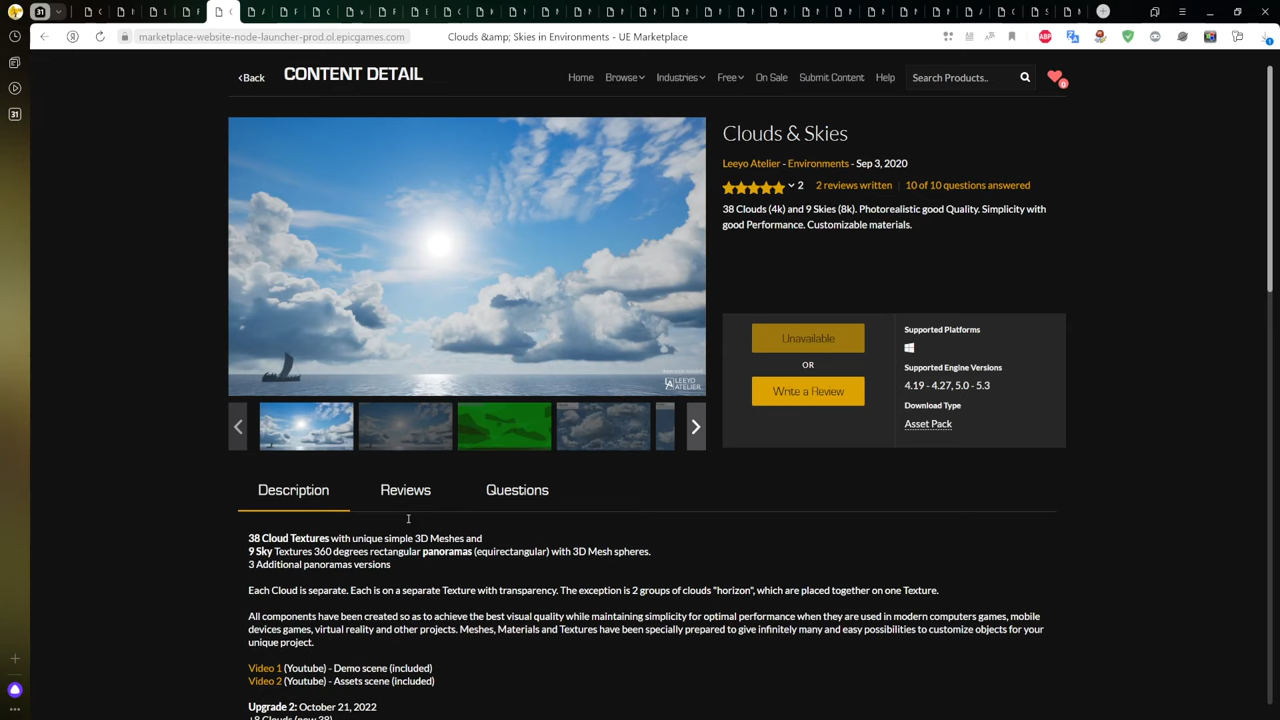 31
marketplace-website-node-launcher-prod.ol.epicgames.com
Clouds &amp; Skies in Environments - UE Marketplace
ABP
31
Back
CONTENT DETAIL
Home
Browse
Industries
Free
On Sale
Submit Content
Help
Search Products..
0
Clouds & Skies
Leeyo Atelier - Environments - Sep 3, 2020
2
2 reviews written | 10 of 10 questions answered
38 Clouds (4k) and 9 Skies (8k). Photorealistic good Quality. Simplicity with
good Performance. Customizable materials.
LEEYO
ATELIER
Unavailable
OR
Write a Review
Supported Platforms
Supported Engine Versions
4.19 - 4.27, 5.0 - 5.3
Download Type
Asset Pack
Description
Reviews
Questions
38 Cloud Textures with unique simple 3D Meshes and
9 Sky Textures 360 degrees rectangular panoramas (equirectangular) with 3D Mesh spheres.
3 Additional panoramas versions
Each Cloud is separate. Each is on a separate Texture with transparency. The exception is 2 groups of clouds "horizon", which are placed together on one Texture.
All components have been created so as to achieve the best visual quality while maintaining simplicity for optimal performance when they are used in modern computers games, mobile
devices games, virtual reality and other projects. Meshes, Materials and Textures have been specially prepared to give infinitely many and easy possibilities to customize objects for your
unique project.
Video 1 (Youtube) - Demo scene (included)
Video 2 (Youtube) - Assets scene (included)
Upgrade 2: October 21, 2022
+8 Clouds (now 38)